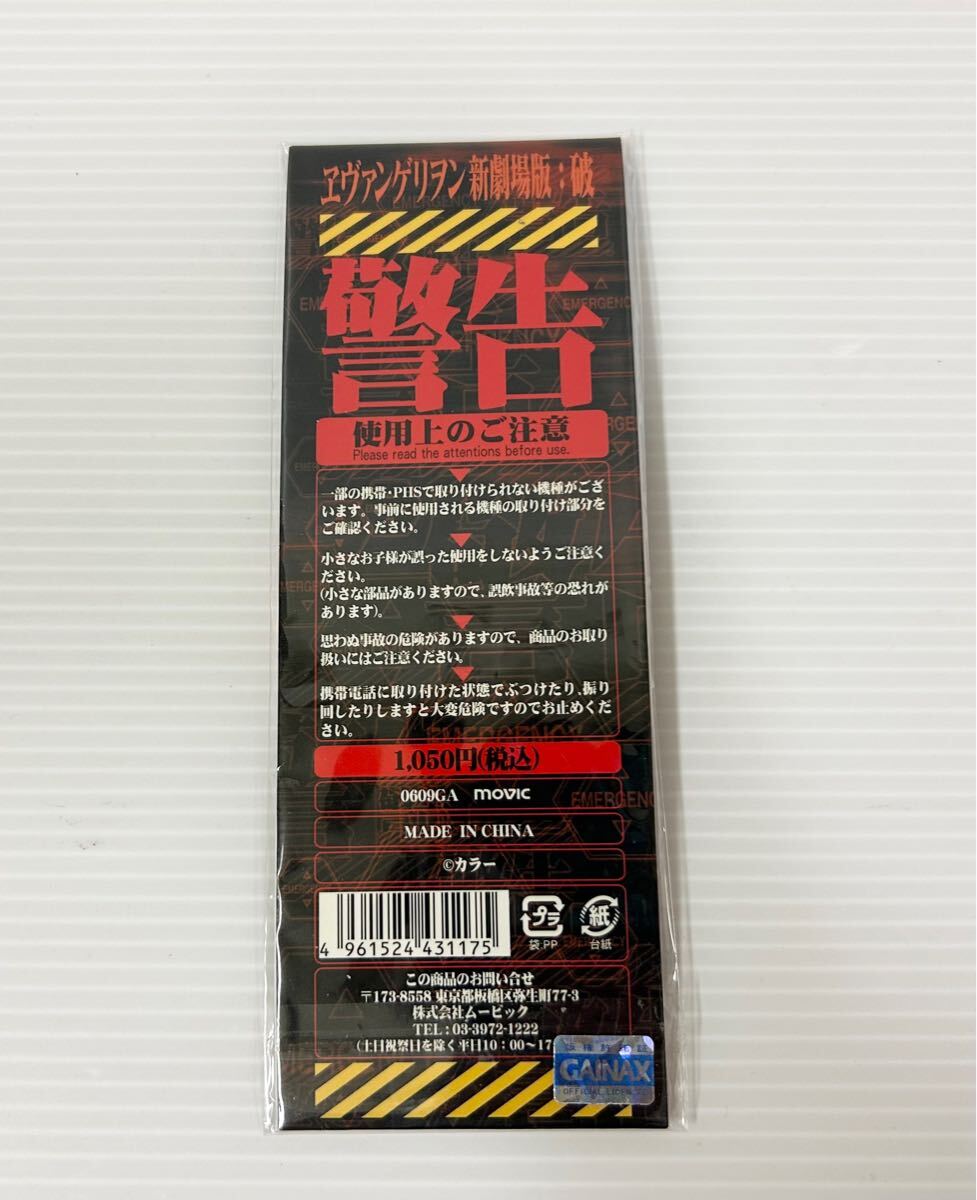 ヱヴァンゲリヲン新劇場版:破
警告
使用上のご注意
Please read the attentions before use.
一部の携帯・PHSで取り付けられない機種がござ
います。事前に使用される機種の取り付け部分を
ご確認ください。
小さなお子様が誤った使用をしないようご注意く
ださい。
(小さな部品がありますので、誤飲事故等の恐れが
あります)。
思わぬ事故の危険がありますので、商品のお取り
扱いにはご注意ください。
携帯電話に取り付けた状態でぶつけたり、振り
回したりしますと大変危険ですのでお止めくだ
さい。
1,050円(税込)
0609GA movic
MADE IN CHINA
©カラー
4 961524 431175
プラ
袋:PP
紙
台紙
この商品のお問い合せ
〒173-8558 東京都板橋区弥生町77-3
株式会社ムービック
TEL:03-3972-1222
(土日祝祭日を除く平日10:00~17
GAINAX
EMERGENCY
EMERGENCY